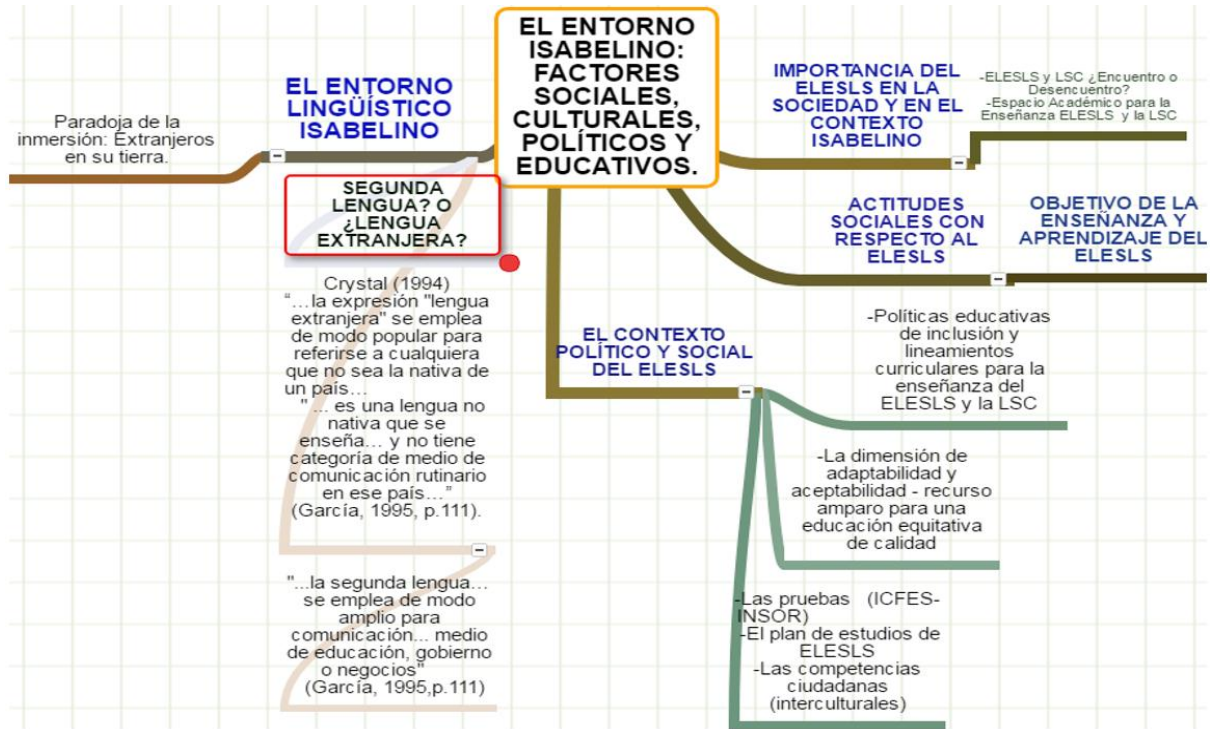 EL ENTORNO
ISABELINO:
FACTORES
SOCIALES,
CULTURALES,
POLÍTICOS Y
EDUCATIVOS.
EL ENTORNO
LINGÜÍSTICO
ISABELINO
Paradoja de la
inmersión: Extranjeros
en su tierra.
SEGUNDA
LENGUA? O
¿LENGUA
EXTRANJERA?
Crystal (1994)
“…la expresión "lengua
extranjera" se emplea
de modo popular para
referirse a cualquiera
que no sea la nativa de
un país…
" … es una lengua no
nativa que se
enseña… y no tiene
categoría de medio de
comunicación rutinario
en ese país…”
(García, 1995, p.111).
"...la segunda lengua…
se emplea de modo
amplio para
comunicación... medio
de educación, gobierno
o negocios"
(García, 1995,p.111)
IMPORTANCIA DEL
ELESLS EN LA
SOCIEDAD Y EN EL
CONTEXTO
ISABELINO
-ELESLS y LSC ¿Encuentro o
Desencuentro?
-Espacio Académico para la
Enseñanza ELESLS y la LSC
ACTITUDES
SOCIALES CON
RESPECTO AL
ELESLS
OBJETIVO DE LA
ENSEÑANZA Y
APRENDIZAJE DEL
ELESLS
EL CONTEXTO
POLÍTICO Y SOCIAL
DEL ELESLS
-Políticas educativas
de inclusión y
lineamientos
curriculares para la
enseñanza del
ELESLS y la LSC
-La dimensión de
adaptabilidad y
aceptabilidad - recurso
amparo para una
educación equitativa
de calidad
-Las pruebas (ICFES-
INSOR)
-El plan de estudios de
ELESLS
-Las competencias
ciudadanas
(interculturales)